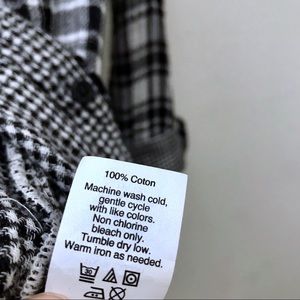 100% Coton
Machine wash cold,
gentle cycle
with like colors.
Non chlorine
bleach only.
Tumble dry low.
Warm iron as needed.